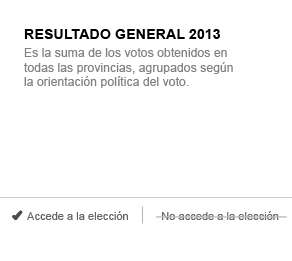 RESULTADO GENERAL 2013
Es la suma de los votos obtenidos en
todas las provincias, agrupados según
la orientación política del voto.
✔ Accede a la elección No accede a la elección